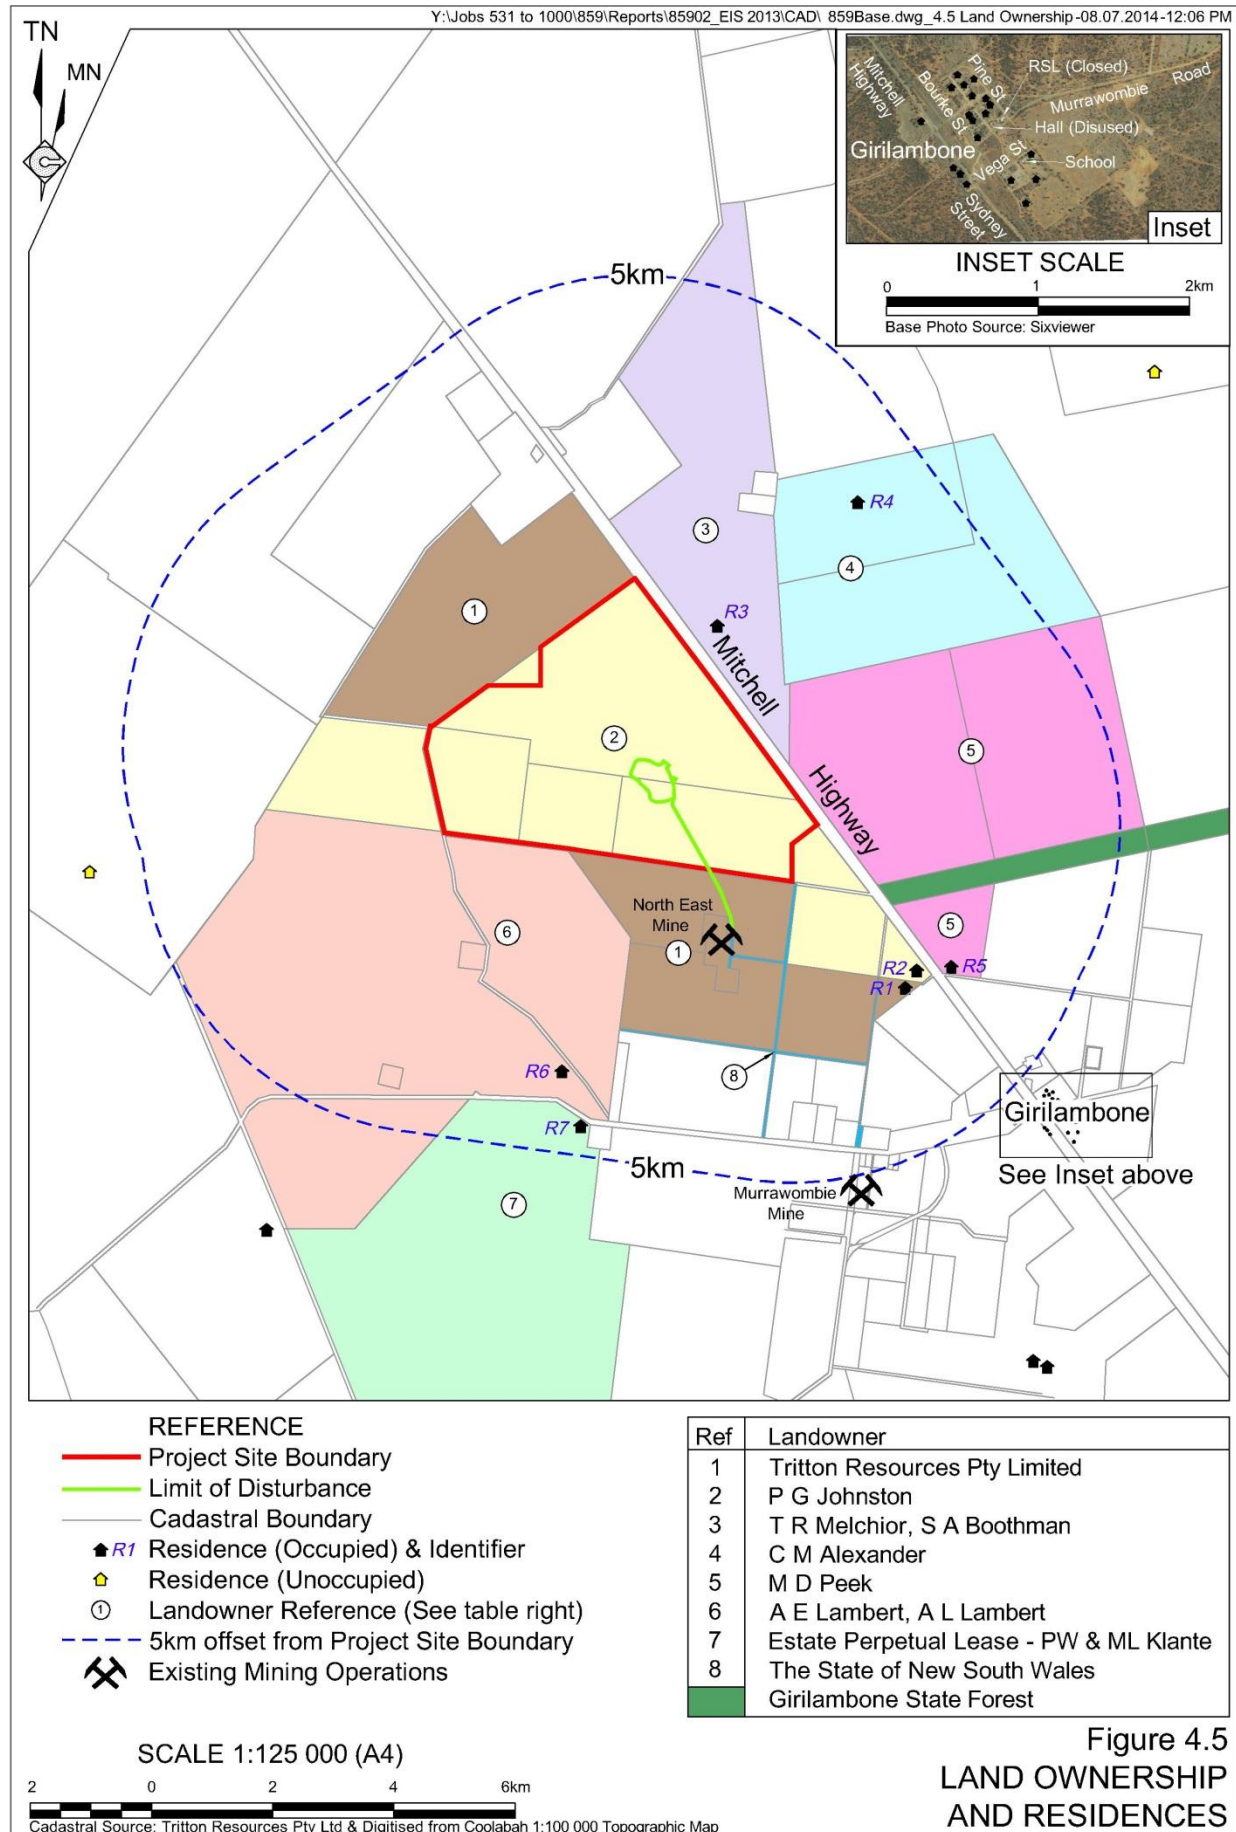 Y:\Jobs 531 to 1000\859\Reports\85902_EIS 2013\CAD\ 859Base.dwg_4.5 Land Ownership-08.07.2014-12:06 PM
TN
MN
Mitchell
Highway
Bourke St
Pine St
RSL (Closed)
Murrawombie
Road
Hall (Disused)
Girilambone
Vega St
School
Sydney
Street
Inset
INSET SCALE
0 1 2km
Base Photo Source: Sixviewer
5km
R4
3
4
1
R3
Mitchell
2
5
Highway
North East
Mine
6
1
5
R2
R5
R1
R6
8
Girilambone
R7
5km
See Inset above
Murrawombie
Mine
7
REFERENCE
Project Site Boundary
Limit of Disturbance
Cadastral Boundary
R1 Residence (Occupied) & Identifier
Residence (Unoccupied)
1 Landowner Reference (See table right)
5km offset from Project Site Boundary
Existing Mining Operations
Ref Landowner
1 Tritton Resources Pty Limited
2 P G Johnston
3 T R Melchior, S A Boothman
4 C M Alexander
5 M D Peek
6 A E Lambert, A L Lambert
7 Estate Perpetual Lease - PW & ML Klante
8 The State of New South Wales
Girilambone State Forest
SCALE 1:125 000 (A4)
2 0 2 4 6km
Cadastral Source: Tritton Resources Pty Ltd & Digitised from Coolabah 1:100 000 Topographic Map
Figure 4.5
LAND OWNERSHIP
AND RESIDENCES